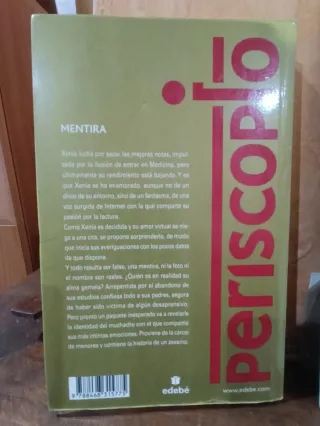 MENTIRA
Xenia lucha por sacar las mejores notas, impul-
sada por la ilusión de entrar en Medicina, pero
últimamente su rendimiento está bajando. Y es
que Xenia se ha enamorado, aunque no de un
chico de su entorno, sino de un fantasma, de una
voz surgida de Internet con la que comparte su
pasión por la lectura.
Como Xenia es decidida y su amor virtual se nie-
ga a una cita, se propone sorprenderle, de modo
que inicia sus averiguaciones con los pocos datos
de que dispone.
Y todo resulta ser falso, una mentira, ni la foto ni
el nombre son reales. ¿Quién es en realidad su
alma gemela? Arrepentida por el abandono de
sus estudios confiesa todo a sus padres, segura
de haber sido víctima de algún desaprensivo.
Pero pronto un paquete inesperado va a revelarle
la identidad del muchacho con el que compartía
sus más íntimas emociones. Proviene de la cárcel
de menores y contiene la historia de un asesino.
periscopio
edebé
www.edebe.com
9 788468 315775